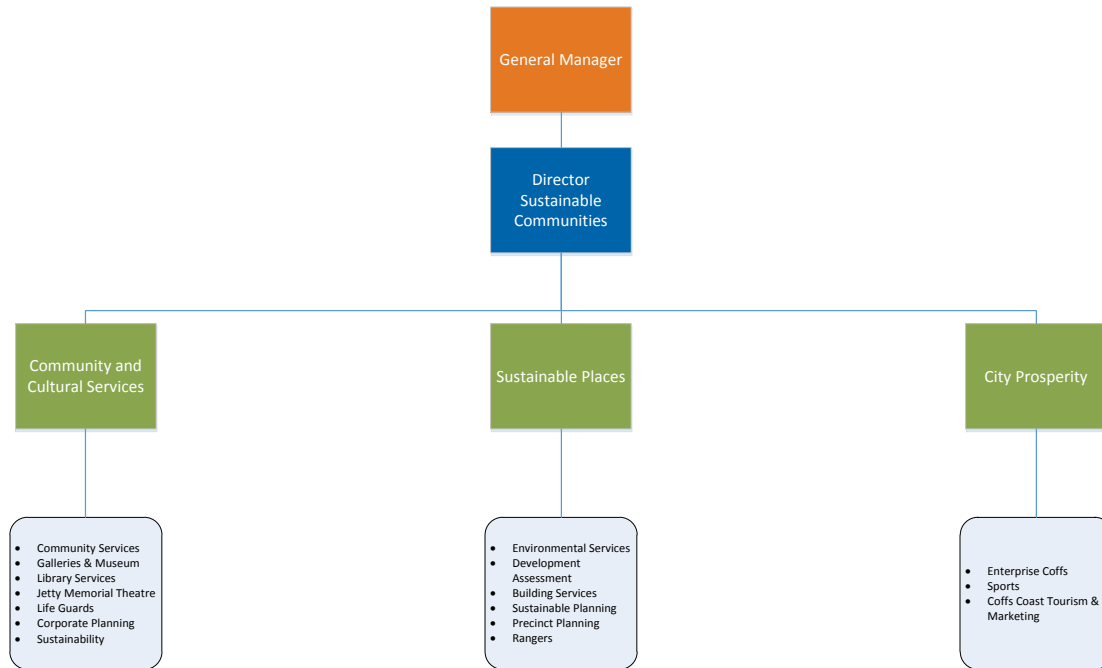 General Manager
Director
Sustainable
Communities
Community and
Cultural Services
Sustainable Places
City Prosperity
• Community Services
• Galleries & Museum
• Library Services
• Jetty Memorial Theatre
• Life Guards
• Corporate Planning
• Sustainability
• Environmental Services
• Development
Assessment
• Building Services
• Sustainable Planning
• Precinct Planning
• Rangers
• Enterprise Coffs
• Sports
• Coffs Coast Tourism &
Marketing